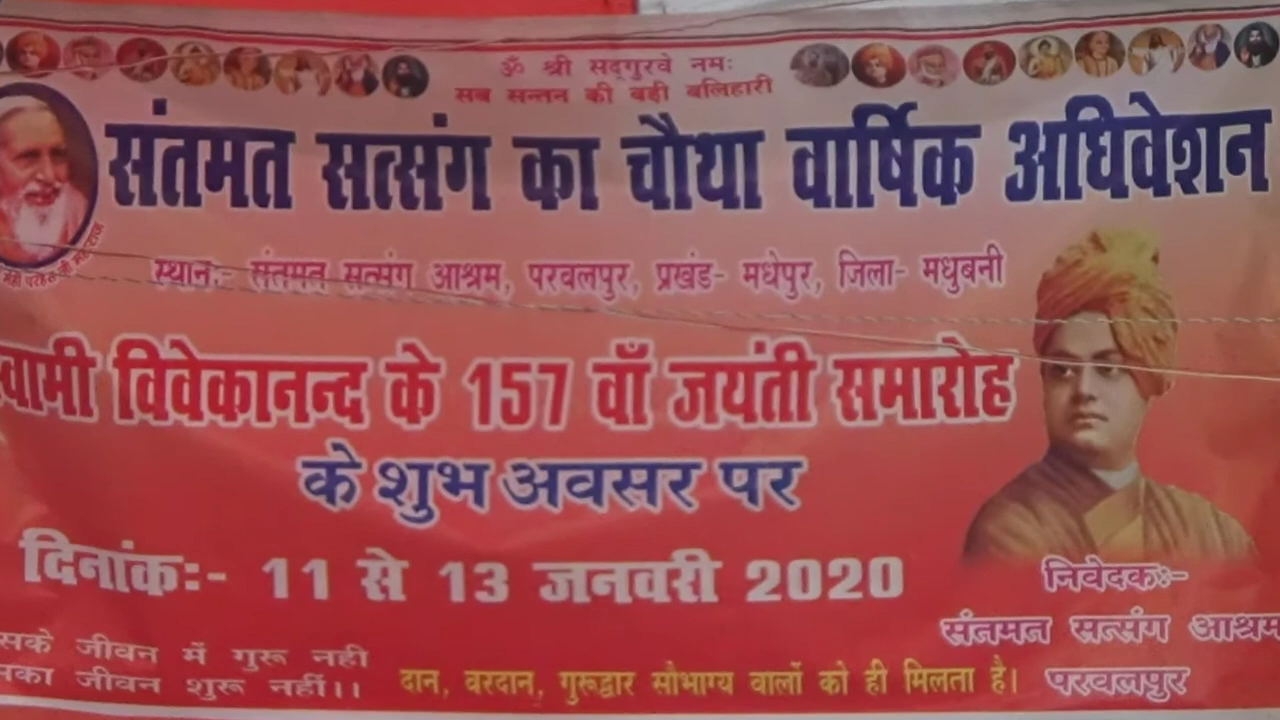 ॐ श्री सद्गुरवे नमः
सब सन्तन की बड़ी बलिहारी
संतमत सत्संग का चौथा वार्षिक अधिवेशन
स्थान:- संतमत सत्संग आश्रम, परवलपुर, प्रखंड- मधेपुर, जिला- मधुबनी
स्वामी विवेकानन्द के 157 वाँ जयंती समारोह
के शुभ अवसर पर
दिनांक:- 11 से 13 जनवरी 2020
जीवन में गुरू नही
जीवन शुरू नहीं।।
दान, वरदान, गुरूद्वार सौभाग्य वालों को ही मिलता है।
निवेदक:-
संतमत सत्संग आश्रम
परवलपुर